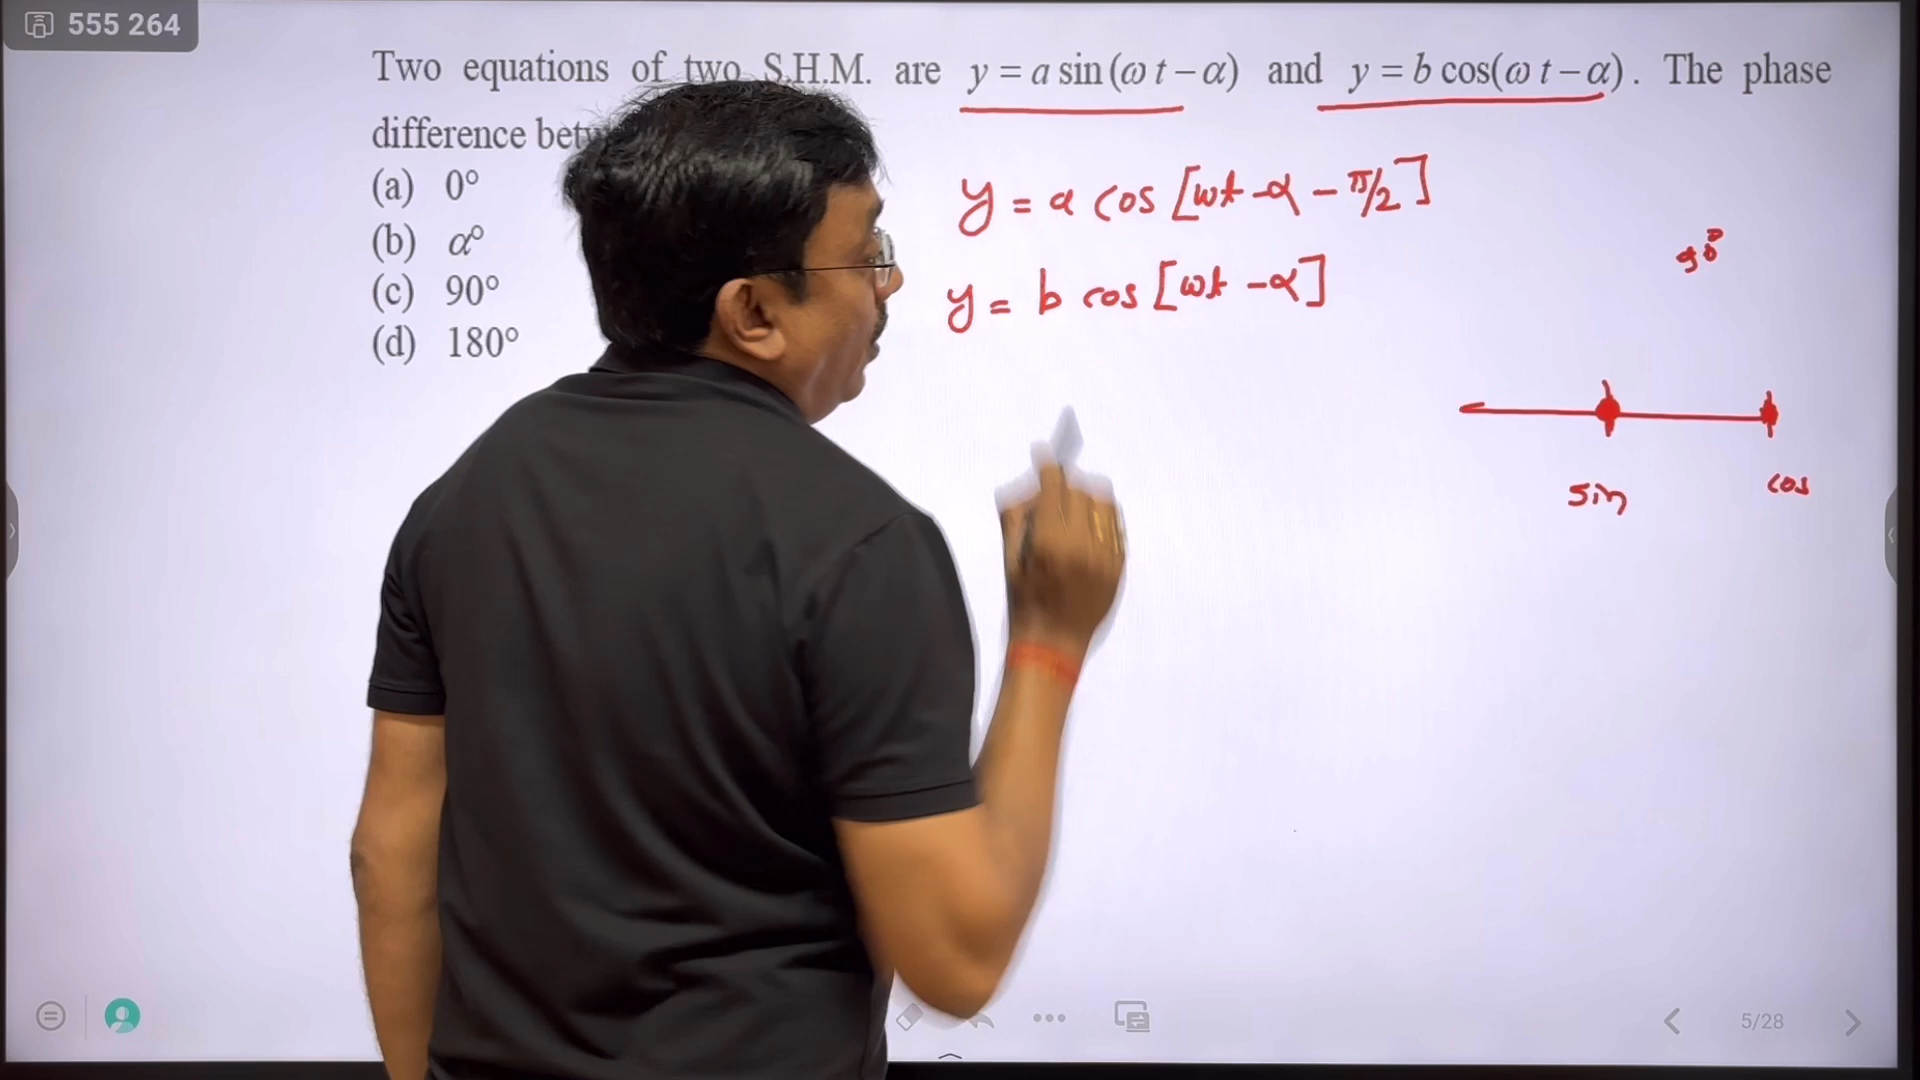 555 264
Two equations of two S.H.M. are y = a sin (ω t – α) and y = b cos(ω t – α). The phase
difference
(a) 0°
(b) α°
(c) 90°
(d) 180°
y = a cos [ωt - α - π/2]
y = b cos [ωt - α]
90°
sin
cos
5/28